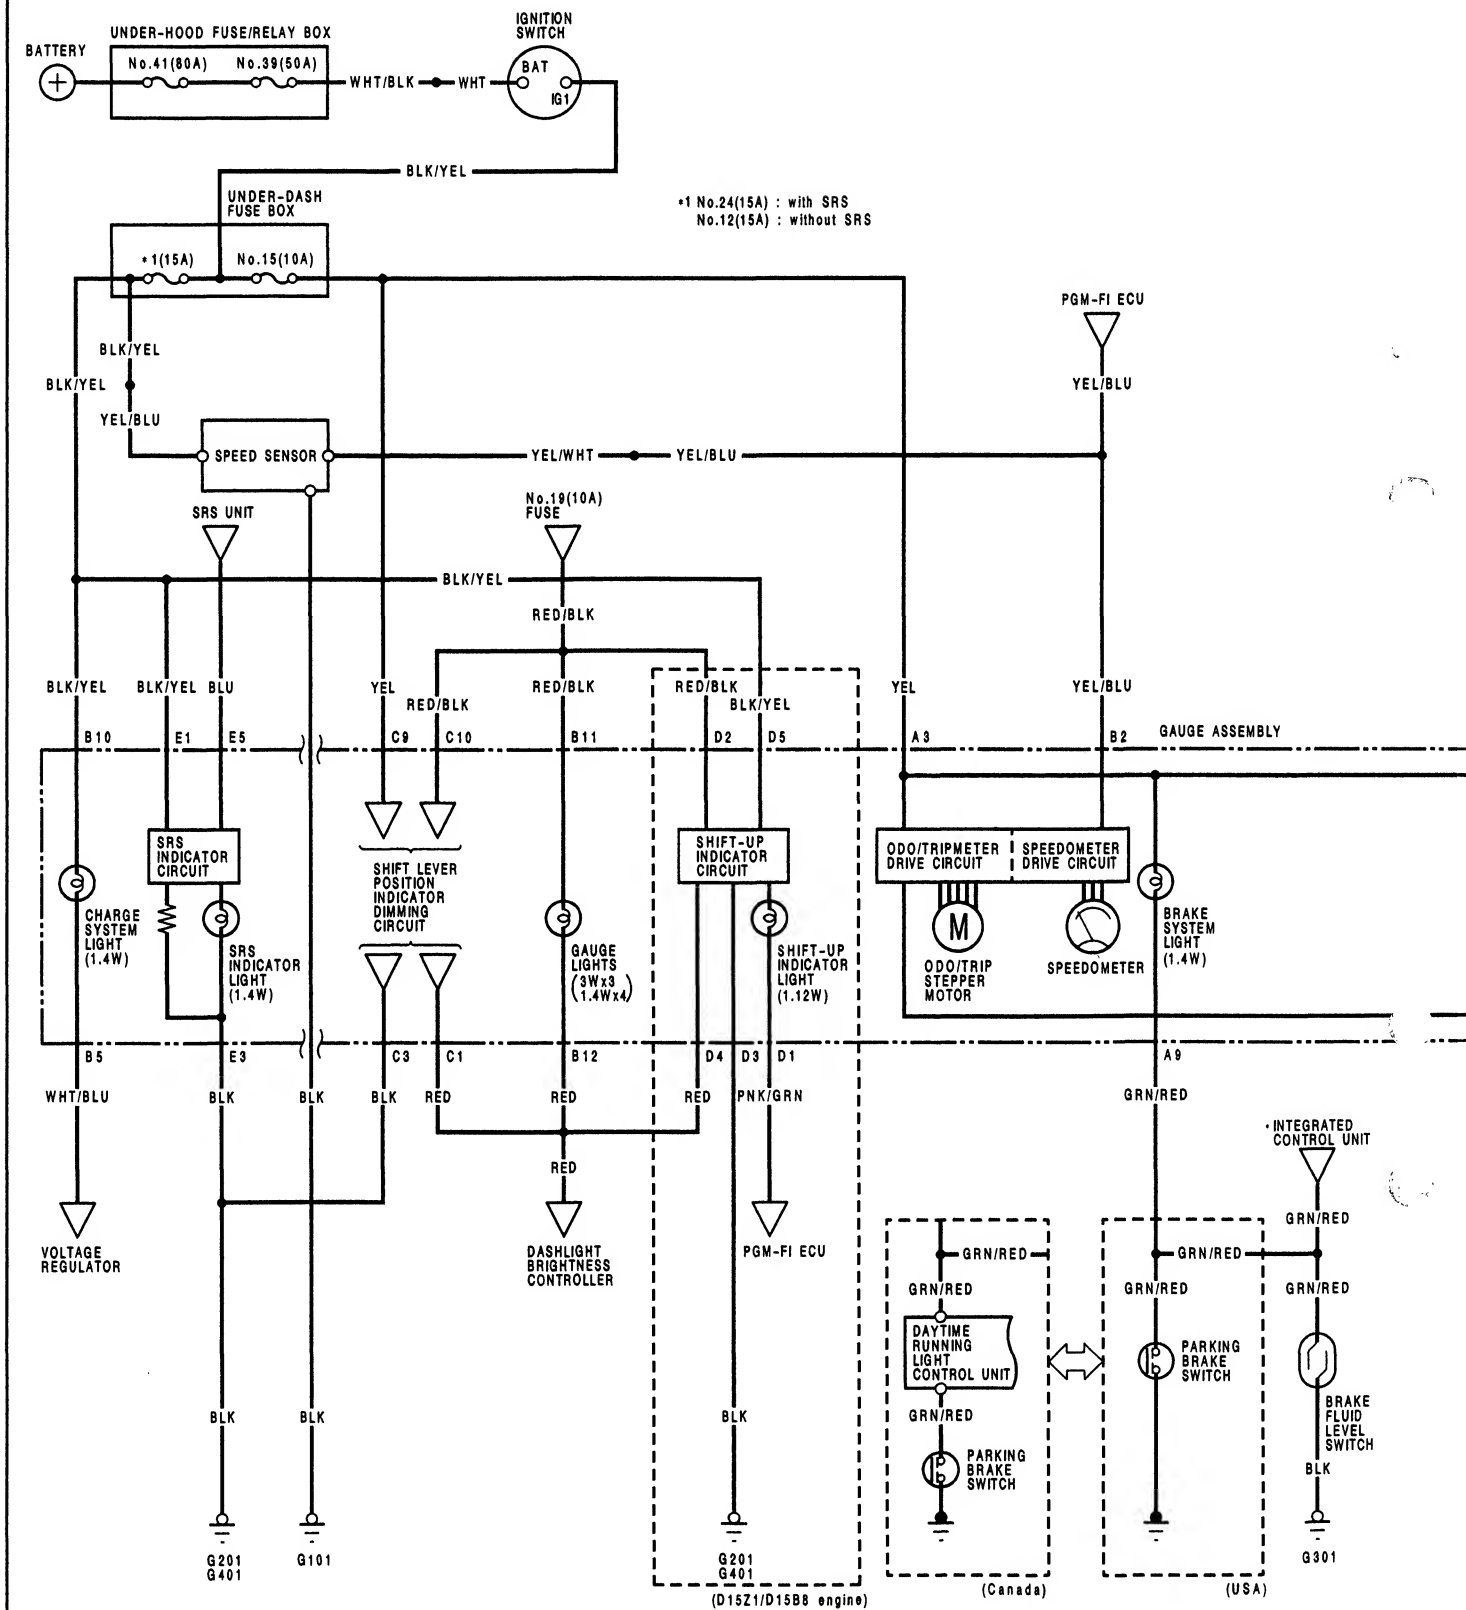 IGNITION
SWITCH
UNDER-HOOD FUSE/RELAY BOX
BATTERY
No.41(80A)
No.39(50A)
BAT
WHT/BLK
WHT
IG1
BLK/YEL
UNDER-DASH
FUSE BOX
*1 No.24(15A) : with SRS
No.12(15A) : without SRS
*1(15A)
No.15(10A)
PGM-FI ECU
BLK/YEL
BLK/YEL
YEL/BLU
YEL/BLU
SPEED SENSOR
YEL/WHT
YEL/BLU
No.19(10A)
FUSE
SRS UNIT
BLK/YEL
RED/BLK
BLK/YEL
BLK/YEL
BLU
YEL
RED/BLK
RED/BLK
RED/BLK
BLK/YEL
YEL
YEL/BLU
B10
E1
E5
C9
C10
B11
D2
D5
A3
B2
GAUGE ASSEMBLY
SRS
INDICATOR
CIRCUIT
SHIFT LEVER
POSITION
INDICATOR
DIMMING
CIRCUIT
SHIFT-UP
INDICATOR
CIRCUIT
ODO/TRIPMETER
DRIVE CIRCUIT
SPEEDOMETER
DRIVE CIRCUIT
CHARGE
SYSTEM
LIGHT
(1.4W)
SRS
INDICATOR
LIGHT
(1.4W)
GAUGE
LIGHTS
(3Wx3
1.4Wx4)
SHIFT-UP
INDICATOR
LIGHT
(1.12W)
M
ODO/TRIP
STEPPER
MOTOR
SPEEDOMETER
BRAKE
SYSTEM
LIGHT
(1.4W)
B5
E3
C3
C1
B12
D4
D3
D1
A9
WHT/BLU
BLK
BLK
BLK
RED
RED
RED
PNK/GRN
GRN/RED
*INTEGRATED
CONTROL UNIT
RED
GRN/RED
VOLTAGE
REGULATOR
DASHLIGHT
BRIGHTNESS
CONTROLLER
PGM-FI ECU
GRN/RED
GRN/RED
GRN/RED
GRN/RED
GRN/RED
DAYTIME
RUNNING
LIGHT
CONTROL UNIT
PARKING
BRAKE
SWITCH
BRAKE
FLUID
LEVEL
SWITCH
BLK
BLK
BLK
GRN/RED
PARKING
BRAKE
SWITCH
BLK
G201
G401
G101
G201
G401
G301
(D15Z1/D15B8 engine)
(Canada)
(USA)